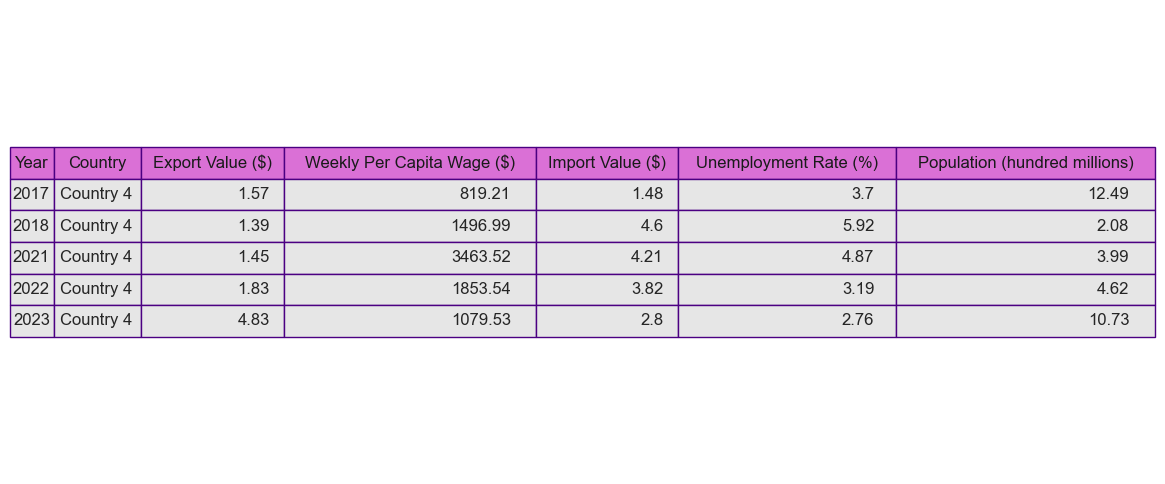 Year Country Export Value ($) Weekly Per Capita Wage ($) Import Value ($) Unemployment Rate (%) Population (hundred millions)
2017 Country 4 1.57 819.21 1.48 3.7 12.49
2018 Country 4 1.39 1496.99 4.6 5.92 2.08
2021 Country 4 1.45 3463.52 4.21 4.87 3.99
2022 Country 4 1.83 1853.54 3.82 3.19 4.62
2023 Country 4 4.83 1079.53 2.8 2.76 10.73